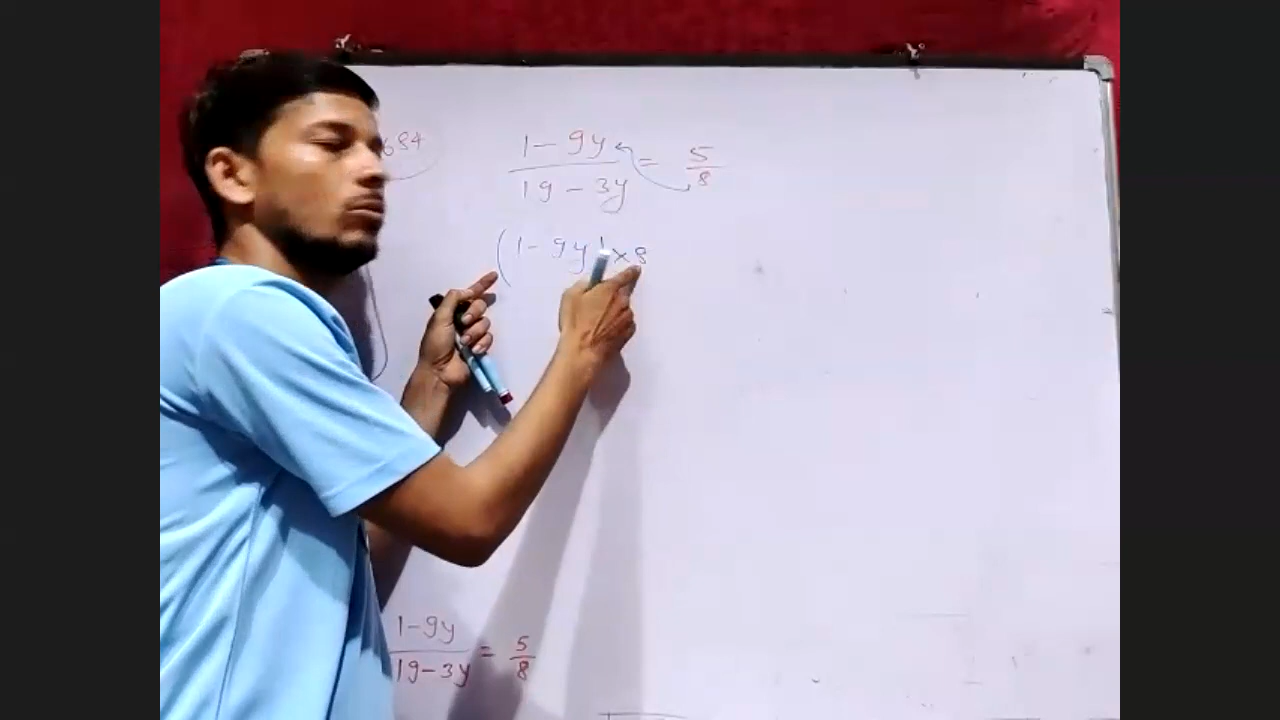 684
1 - 9y / 19 - 3y = 5/8
(1 - 9y) × 8
1 - 9y / 19 - 3y = 5/8